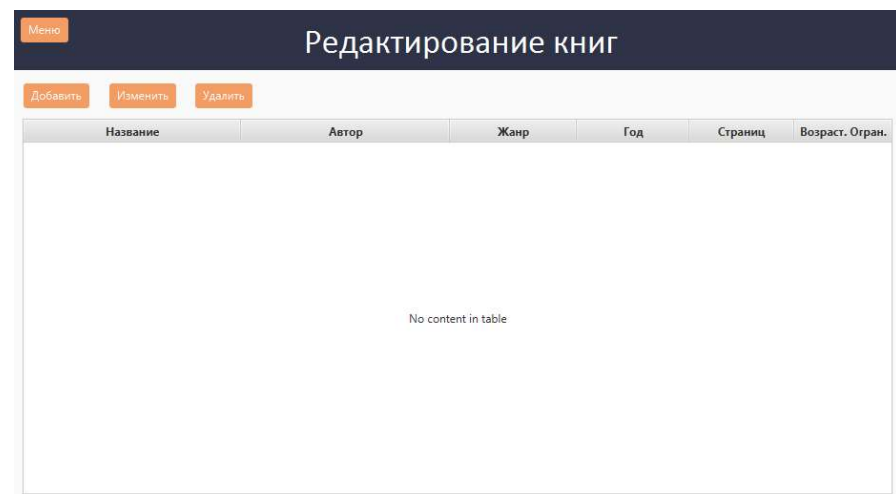 Меню
Редактирование книг
Добавить Изменить Удалить
Название Автор Жанр Год Страниц Возраст. Огран.
No content in table